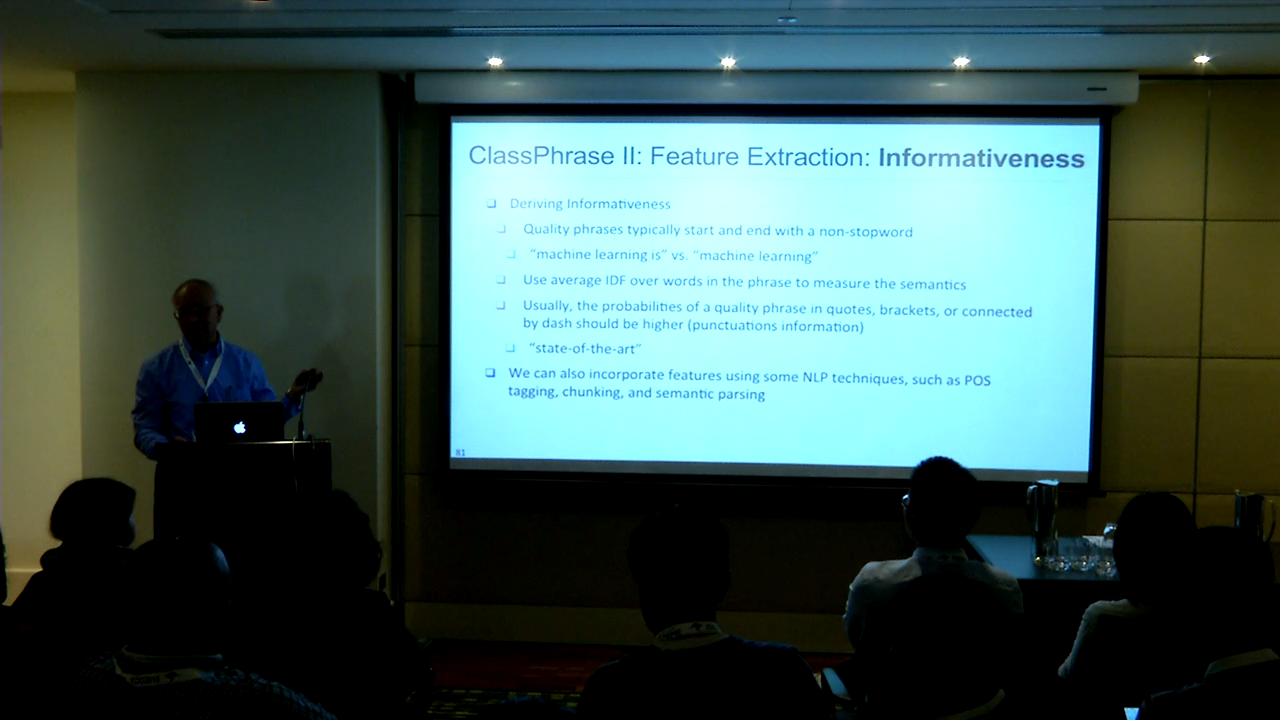 ClassPhrase II: Feature Extraction: Informativeness
Deriving Informativeness
Quality phrases typically start and end with a non-stopword
“machine learning is” vs. “machine learning”
Use average IDF over words in the phrase to measure the semantics
Usually, the probabilities of a quality phrase in quotes, brackets, or connected
by dash should be higher (punctuations information)
“state-of-the-art”
We can also incorporate features using some NLP techniques, such as POS
tagging, chunking, and semantic parsing
81